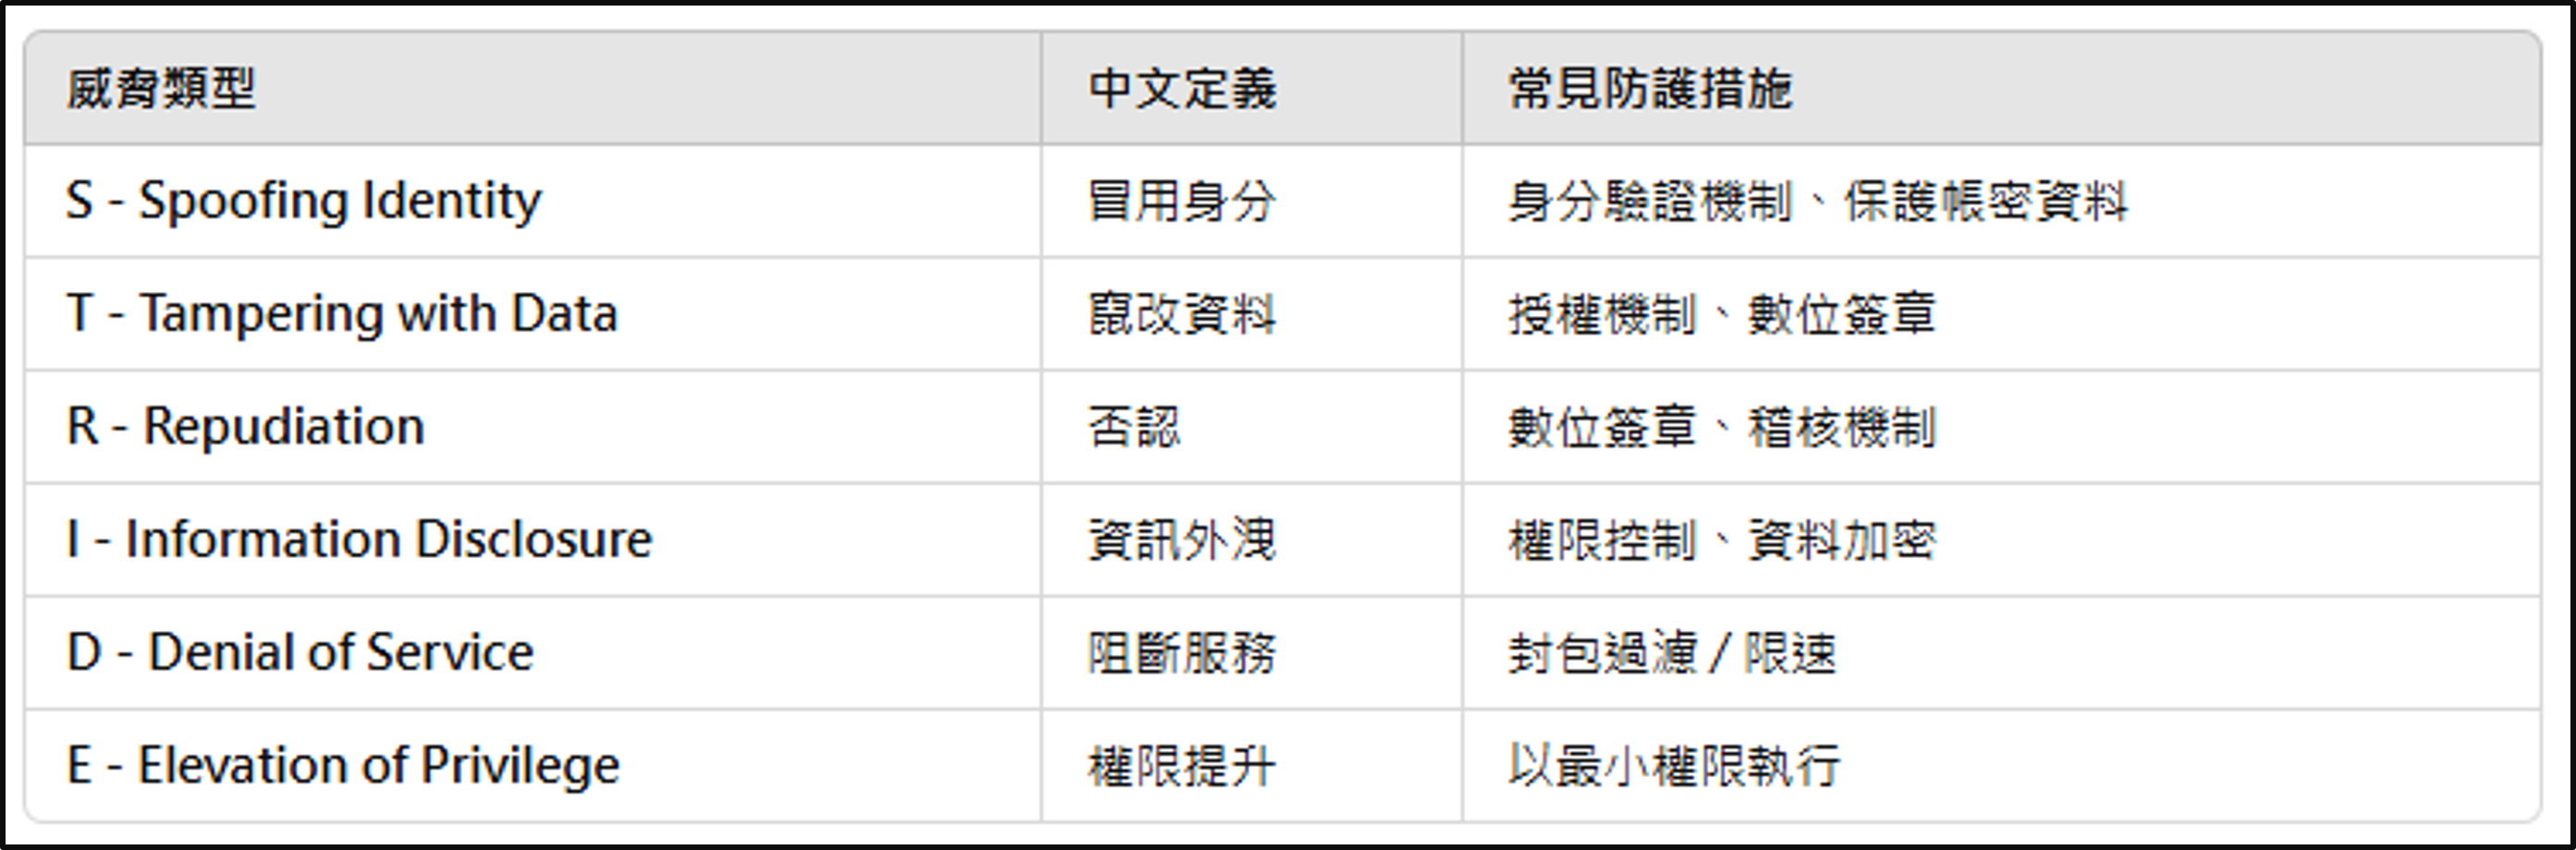 威脅類型 中文定義 常見防護措施
S - Spoofing Identity 冒用身分 身分驗證機制、保護帳密資料
T - Tampering with Data 竄改資料 授權機制、數位簽章
R - Repudiation 否認 數位簽章、稽核機制
I - Information Disclosure 資訊外洩 權限控制、資料加密
D - Denial of Service 阻斷服務 封包過濾 / 限速
E - Elevation of Privilege 權限提升 以最小權限執行